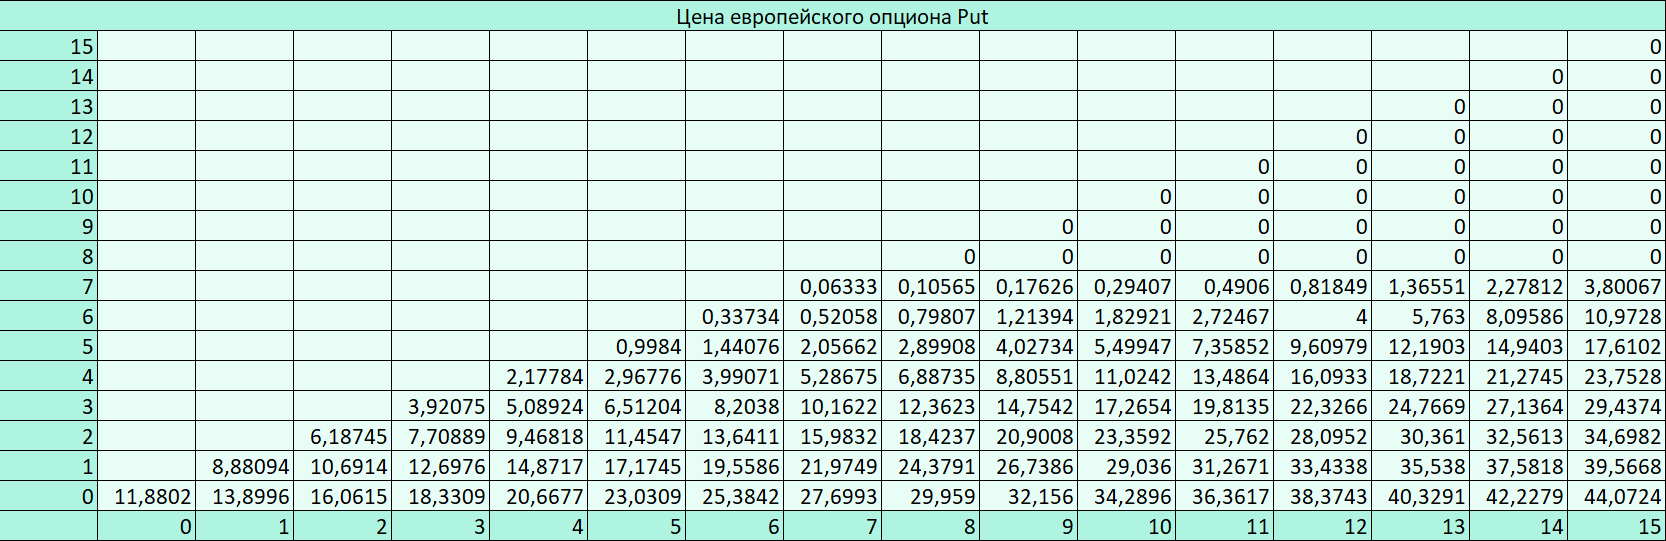 Цена европейского опциона Put
15 0
14 0 0
13 0 0 0
12 0 0 0 0
11 0 0 0 0 0
10 0 0 0 0 0 0
9 0 0 0 0 0 0 0
8 0 0 0 0 0 0 0 0
7 0,06333 0,10565 0,17626 0,29407 0,4906 0,81849 1,36551 2,27812 3,80067
6 0,33734 0,52058 0,79807 1,21394 1,82921 2,72467 4 5,763 8,09586 10,9728
5 0,9984 1,44076 2,05662 2,89908 4,02734 5,49947 7,35852 9,60979 12,1903 14,9403 17,6102
4 2,17784 2,96776 3,99071 5,28675 6,88735 8,80551 11,0242 13,4864 16,0933 18,7221 21,2745 23,7528
3 3,92075 5,08924 6,51204 8,2038 10,1622 12,3623 14,7542 17,2654 19,8135 22,3266 24,7669 27,1364 29,4374
2 6,18745 7,70889 9,46818 11,4547 13,6411 15,9832 18,4237 20,9008 23,3592 25,762 28,0952 30,361 32,5613 34,6982
1 8,88094 10,6914 12,6976 14,8717 17,1745 19,5586 21,9749 24,3791 26,7386 29,036 31,2671 33,4338 35,538 37,5818 39,5668
0 11,8802 13,8996 16,0615 18,3309 20,6677 23,0309 25,3842 27,6993 29,959 32,156 34,2896 36,3617 38,3743 40,3291 42,2279 44,0724
0 1 2 3 4 5 6 7 8 9 10 11 12 13 14 15